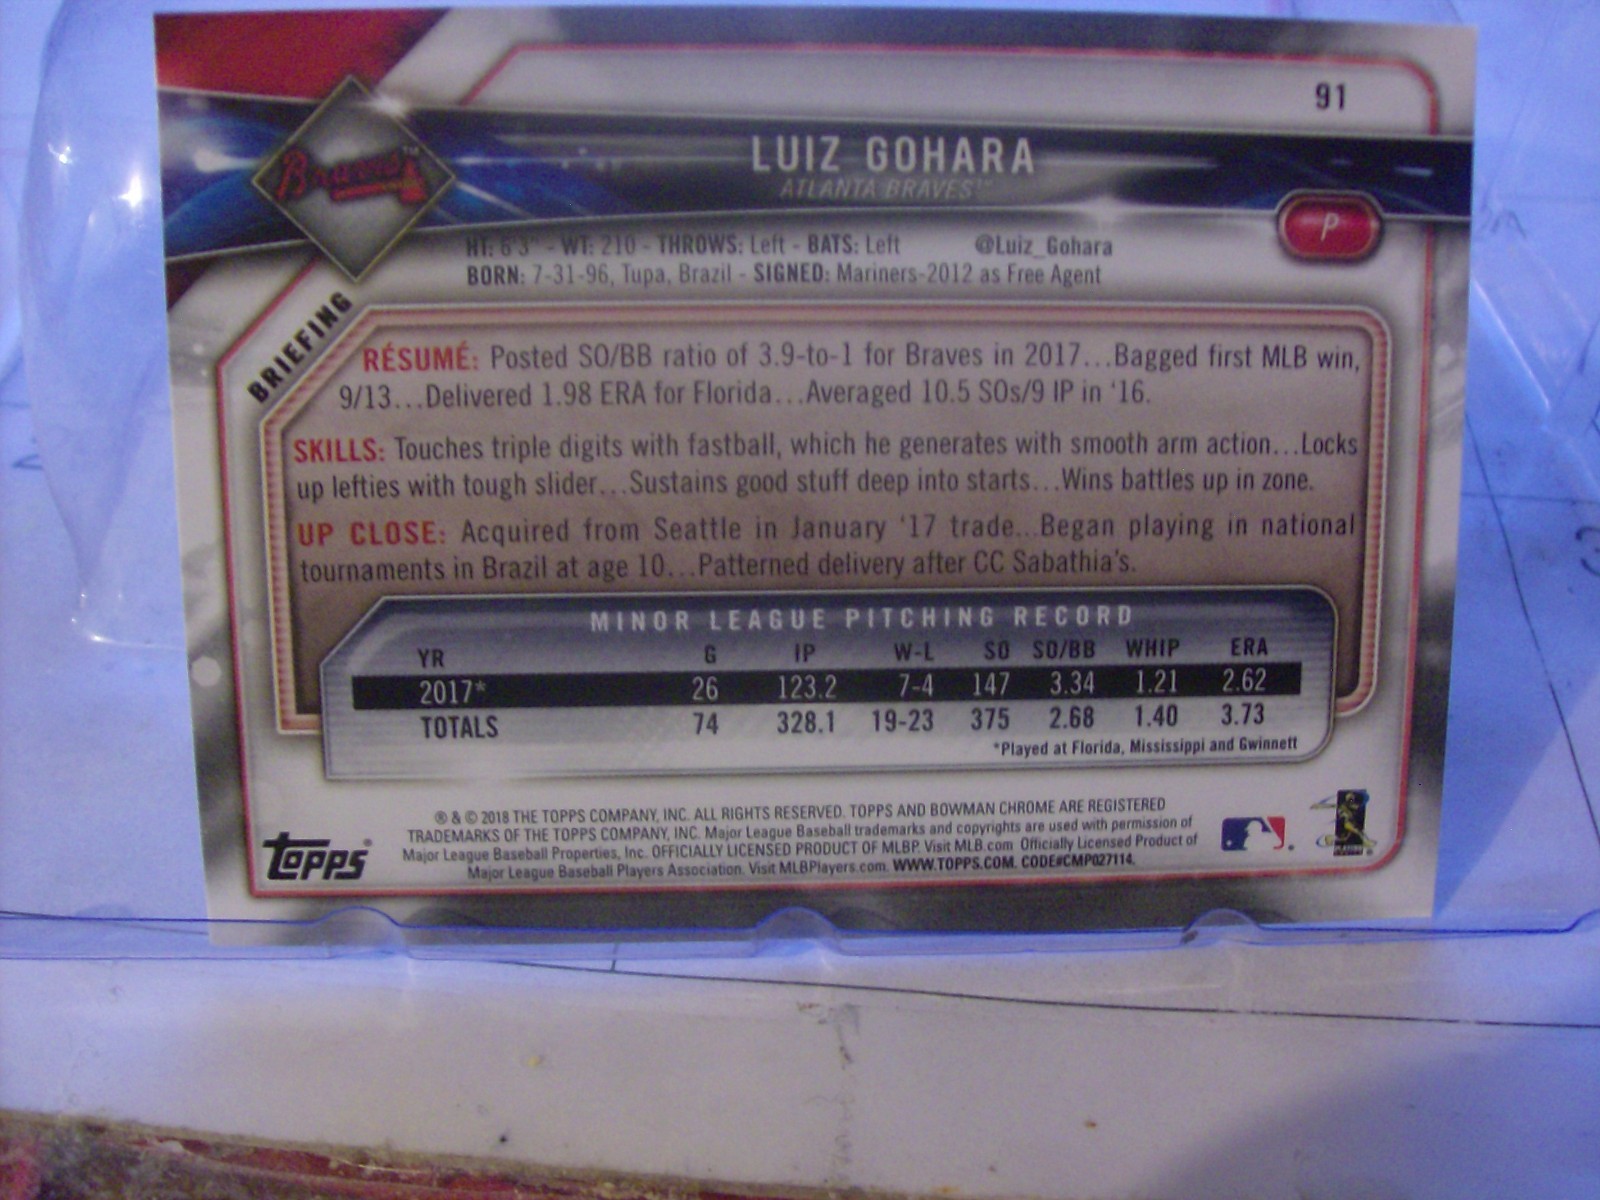 91
Braves™
LUIZ GOHARA
ATLANTA BRAVES™
P
HT: 6'3" - WT: 210 - THROWS: Left - BATS: Left @Luiz_Gohara
BORN: 7-31-96, Tupa, Brazil - SIGNED: Mariners-2012 as Free Agent
BRIEFING
RÉSUMÉ: Posted SO/BB ratio of 3.9-to-1 for Braves in 2017...Bagged first MLB win,
9/13...Delivered 1.98 ERA for Florida...Averaged 10.5 SOs/9 IP in '16.
SKILLS: Touches triple digits with fastball, which he generates with smooth arm action...Locks
up lefties with tough slider...Sustains good stuff deep into starts...Wins battles up in zone.
UP CLOSE: Acquired from Seattle in January '17 trade...Began playing in national
tournaments in Brazil at age 10...Patterned delivery after CC Sabathia's.
MINOR LEAGUE PITCHING RECORD
YR G IP W-L SO SO/BB WHIP ERA
2017* 26 123.2 7-4 147 3.34 1.21 2.62
TOTALS 74 328.1 19-23 375 2.68 1.40 3.73
*Played at Florida, Mississippi and Gwinnett
® & © 2018 THE TOPPS COMPANY, INC. ALL RIGHTS RESERVED. TOPPS AND BOWMAN CHROME ARE REGISTERED
TRADEMARKS OF THE TOPPS COMPANY, INC. Major League Baseball trademarks and copyrights are used with permission of
Major League Baseball Properties, Inc. OFFICIALLY LICENSED PRODUCT OF MLBP. Visit MLB.com Officially Licensed Product of
Major League Baseball Players Association. Visit MLBPlayers.com. WWW.TOPPS.COM. CODE#CMP027114.
topps®